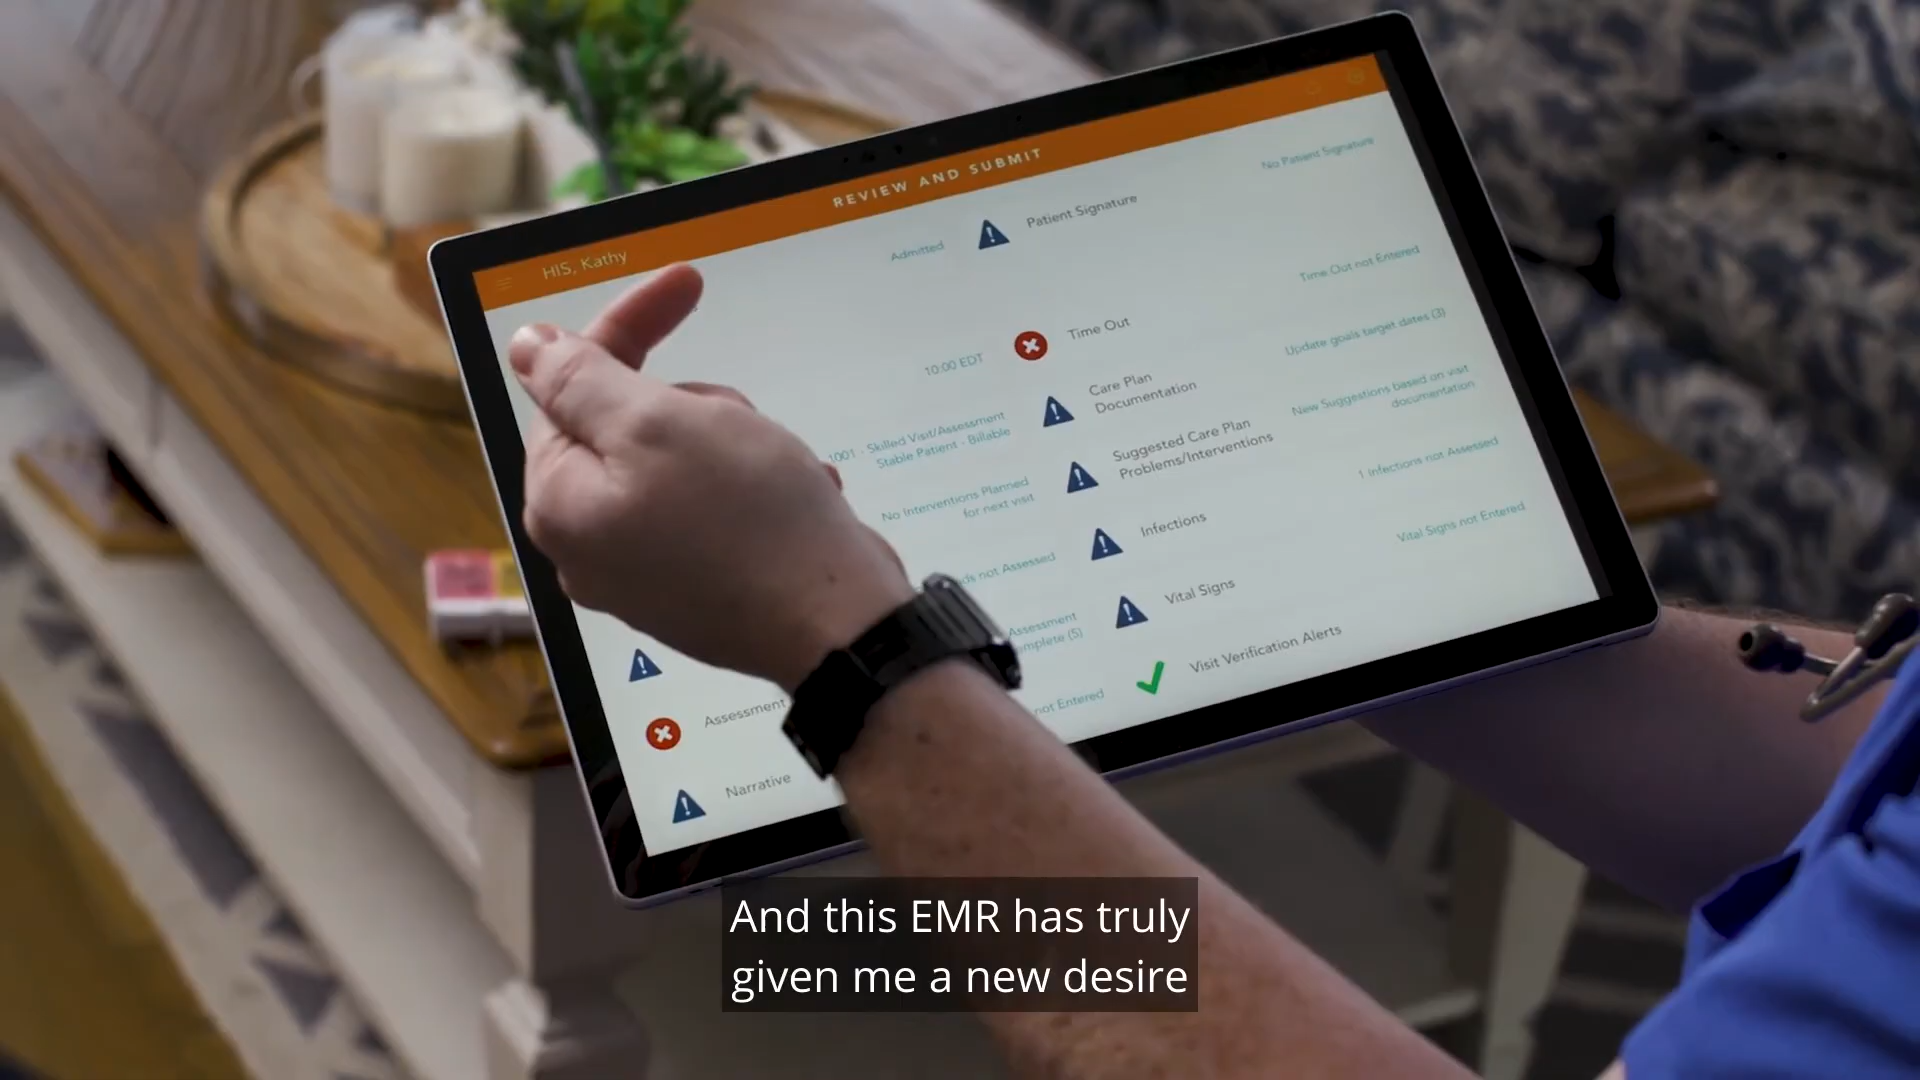 REVIEW AND SUBMIT
HIS, Kathy
Admitted
Patient Signature
No Patient Signature
10:00 EDT
Time Out
Time Out not Entered
1001 - Skilled Visit/Assessment
Stable Patient - Billable
Care Plan
Documentation
Update goals target dates (3)
No Interventions Planned
for next visit
Suggested Care Plan
Problems/Interventions
New Suggestions based on visit
documentation
not Assessed
Infections
1 Infections not Assessed
Assessment
(5)
Vital Signs
Vital Signs not Entered
Assessment
not Entered
Visit Verification Alerts
Narrative
And this EMR has truly
given me a new desire